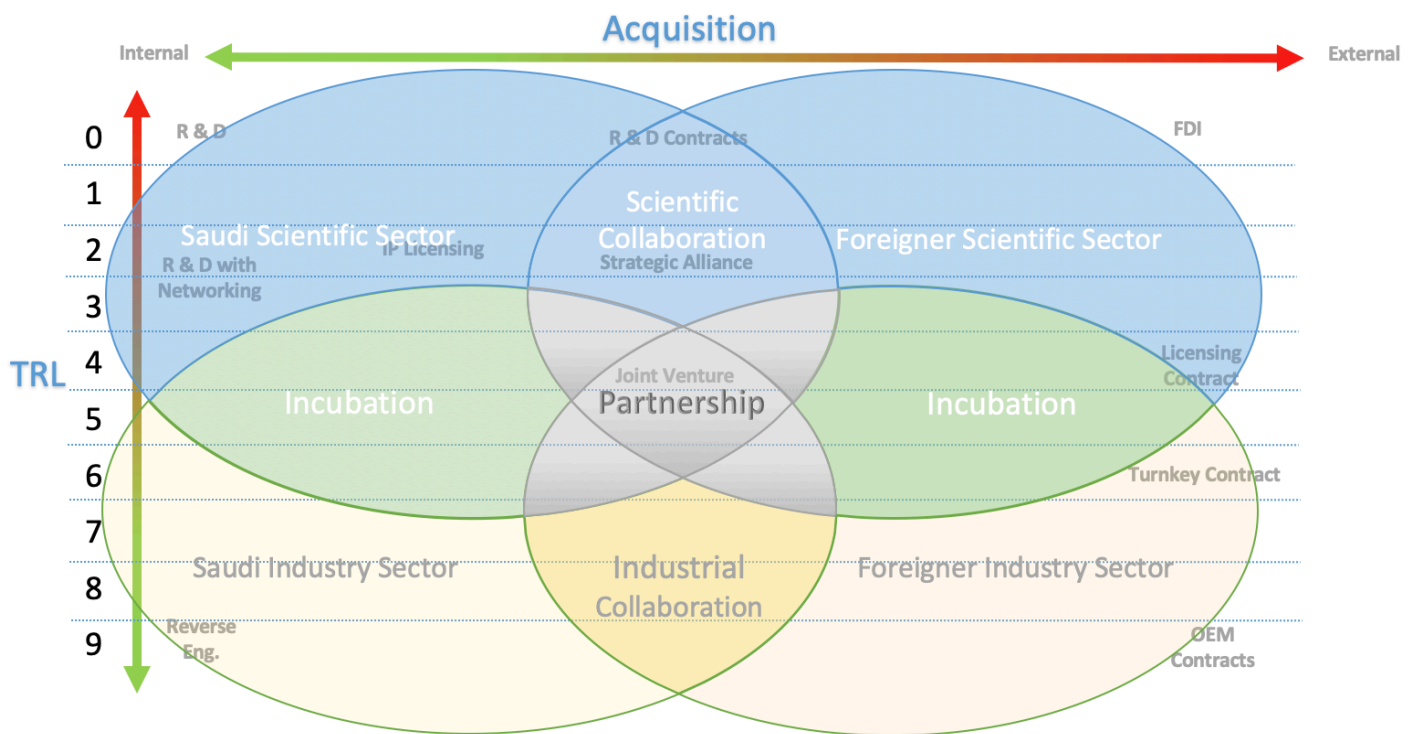 Acquisition
Internal
External
0
R & D
R & D Contracts
FDI
1
Scientific
Collaboration
Strategic Alliance
2
Saudi Scientific Sector
IP Licensing
Foreigner Scientific Sector
R & D with
Networking
3
TRL
4
Licensing
Contract
Joint Venture
Incubation
Partnership
Incubation
5
6
Turnkey Contract
7
Saudi Industry Sector
Industrial
Collaboration
Foreigner Industry Sector
8
9
Reverse
Eng.
OEM
Contracts